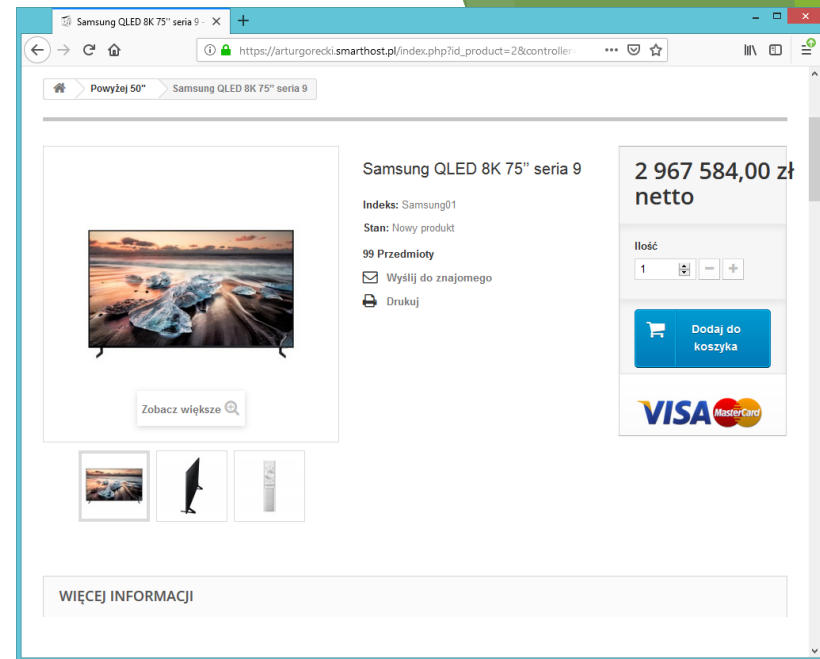 Samsung QLED 8K 75'' seria 9 -
https://arturgorecki.smarthost.pl/index.php?id_product=2&controller=
Powyżej 50"
Samsung QLED 8K 75'' seria 9
Samsung QLED 8K 75'' seria 9
Indeks: Samsung01
Stan: Nowy produkt
99 Przedmioty
Wyślij do znajomego
Drukuj
2 967 584,00 zł
netto
Ilość
1
Dodaj do
koszyka
VISA MasterCard
Zobacz większe
WIĘCEJ INFORMACJI